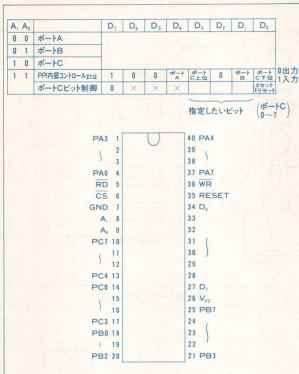 A₁ A₀ D₇ D₆ D₅ D₄ D₃ D₂ D₁ D₀
0 0 ポートA
0 1 ポートB
1 0 ポートC
1 1 PPI内部コントロールまたは 1 0 0 ポートA ポートC上位 0 ポートB ポートC下位 0出力 1入力
ポートCビット制御 0 × × × 0セット 1リセット
指定したいビット (ポートC 0~7)
PA3 1 40 PA4
2 39
3 38
PA0 4 37 PA7
RD 5 36 WR
CS 6 35 RESET
GND 7 34 D₀
A₁ 8 33
A₀ 9 32
PC7 10 31
11 30
12 29
PC4 13 28
PC0 14 27 D₇
15 26 Vcc
16 25 PB7
PC3 17 24
PB0 18 23
19 22
PB2 20 21 PB3